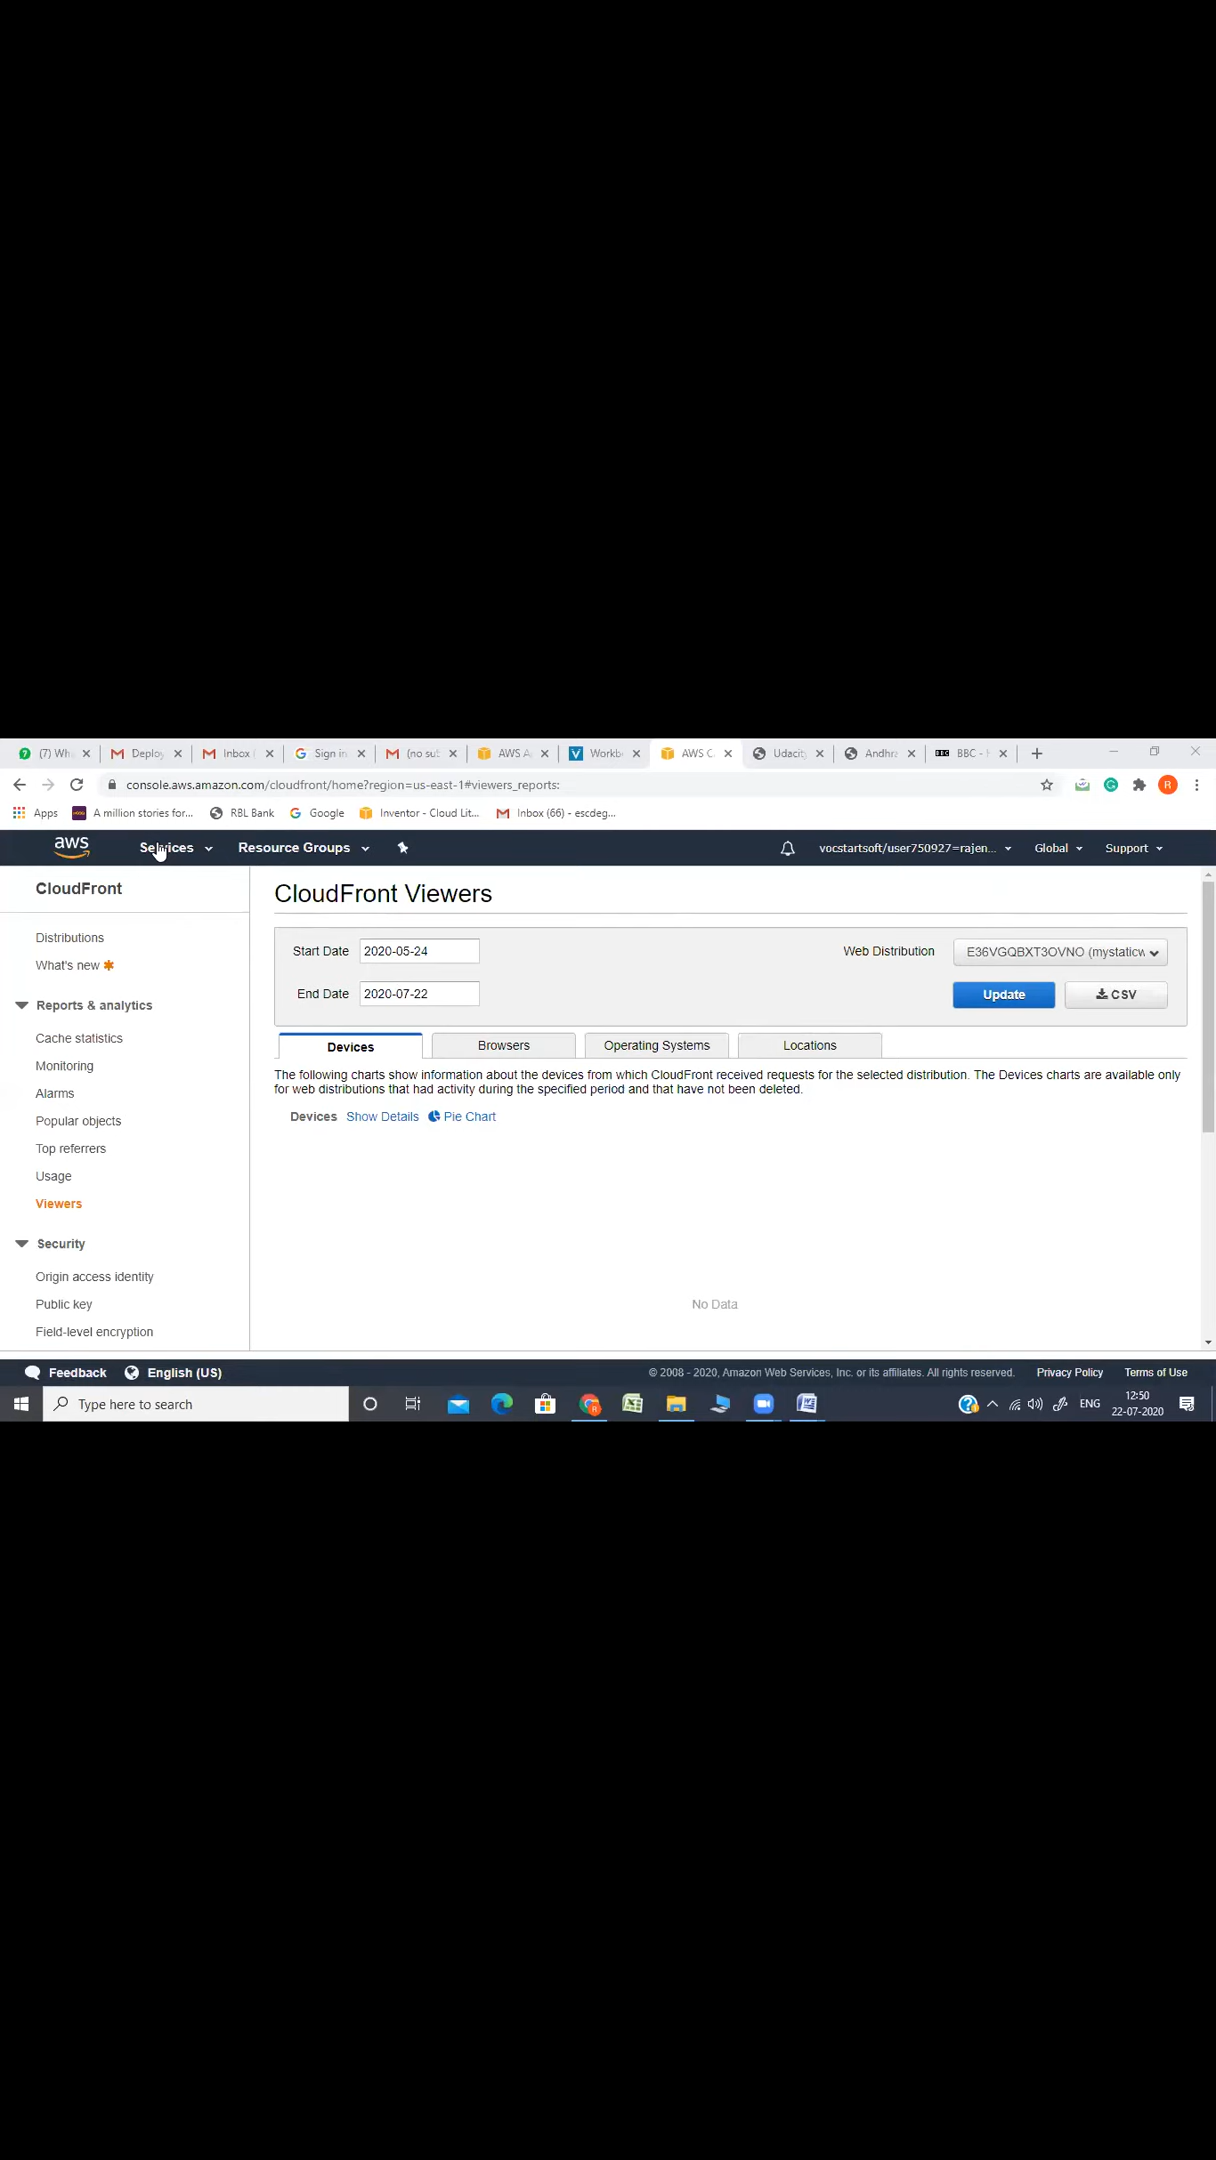 (7) Wh
Deplo
Inbox
Sign in
(no sub
AWS A
Workb
AWS C
Udacit
Andhr
BBC -
console.aws.amazon.com/cloudfront/home?region=us-east-1#viewers_reports:
Apps
A million stories for...
RBL Bank
Google
Inventor - Cloud Lit...
Inbox (66) - escdeg...
aws
Services
Resource Groups
vocstartsoft/user750927=rajen...
Global
Support
CloudFront
Distributions
What's new
Reports & analytics
Cache statistics
Monitoring
Alarms
Popular objects
Top referrers
Usage
Viewers
Security
Origin access identity
Public key
Field-level encryption
CloudFront Viewers
Start Date 2020-05-24
Web Distribution E36VGQBXT3OVNO (mystaticw
End Date 2020-07-22
Update CSV
Devices Browsers Operating Systems Locations
The following charts show information about the devices from which CloudFront received requests for the selected distribution. The Devices charts are available only
for web distributions that had activity during the specified period and that have not been deleted.
Devices Show Details Pie Chart
No Data
Feedback English (US)
© 2008 - 2020, Amazon Web Services, Inc. or its affiliates. All rights reserved. Privacy Policy Terms of Use
Type here to search
ENG
12:50
22-07-2020